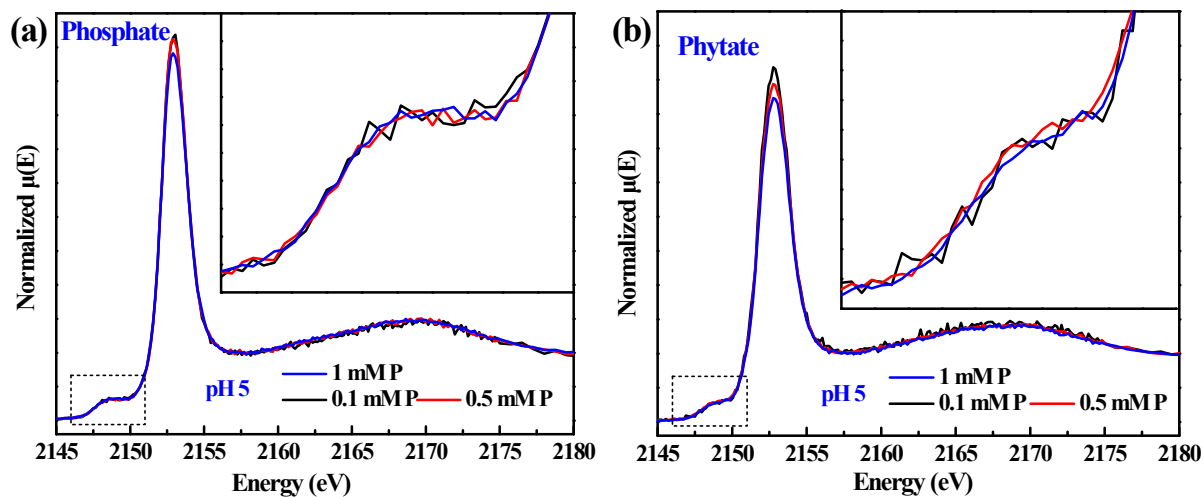 (a)
Phosphate
Normalized μ(E)
pH 5
1 mM P
0.1 mM P
0.5 mM P
2145 2150 2155 2160 2165 2170 2175 2180
Energy (eV)
(b)
Phytate
Normalized μ(E)
pH 5
1 mM P
0.1 mM P
0.5 mM P
2145 2150 2155 2160 2165 2170 2175 2180
Energy (eV)